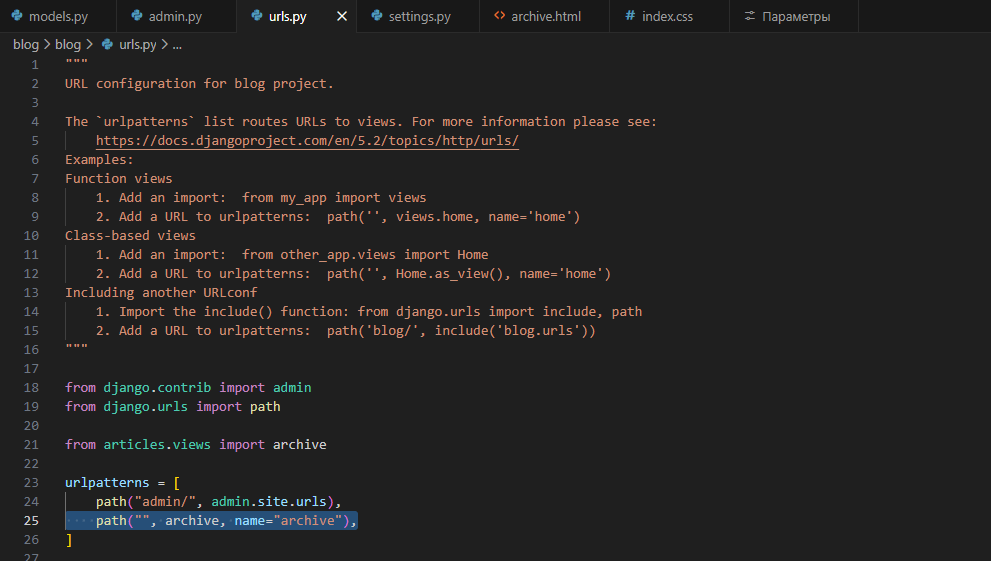 models.py admin.py urls.py settings.py archive.html # index.css Параметры
blog > blog > urls.py > ...
1 """
2 URL configuration for blog project.
3
4 The `urlpatterns` list routes URLs to views. For more information please see:
5 https://docs.djangoproject.com/en/5.2/topics/http/urls/
6 Examples:
7 Function views
8 1. Add an import:  from my_app import views
9 2. Add a URL to urlpatterns:  path('', views.home, name='home')
10 Class-based views
11 1. Add an import:  from other_app.views import Home
12 2. Add a URL to urlpatterns:  path('', Home.as_view(), name='home')
13 Including another URLconf
14 1. Import the include() function: from django.urls import include, path
15 2. Add a URL to urlpatterns:  path('blog/', include('blog.urls'))
16 """
17
18 from django.contrib import admin
19 from django.urls import path
20
21 from articles.views import archive
22
23 urlpatterns = [
24 path("admin/", admin.site.urls),
25 path("", archive, name="archive"),
26 ]
27